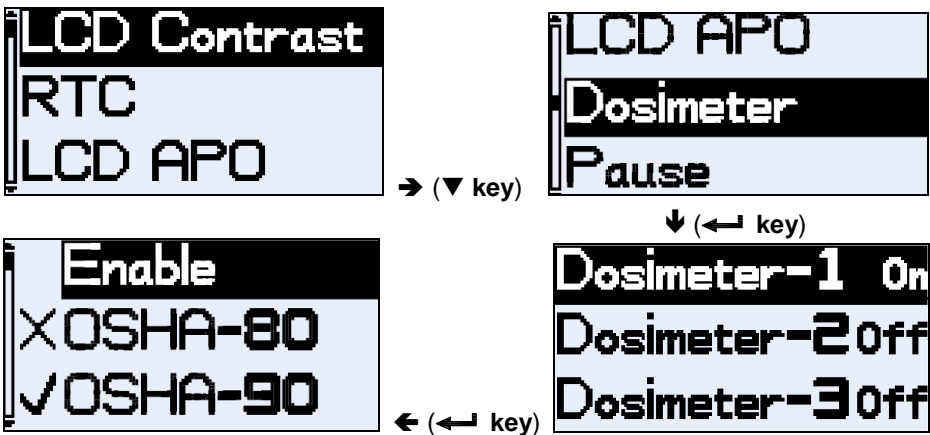 LCD Contrast
RTC
LCD APO
➔ (▼ key)
LCD APO
Dosimeter
Pause
🡻 (↵ key)
Dosimeter-1 On
Dosimeter-2 Off
Dosimeter-3 Off
🡸 (↵ key)
Enable
×OSHA-80
✓OSHA-90